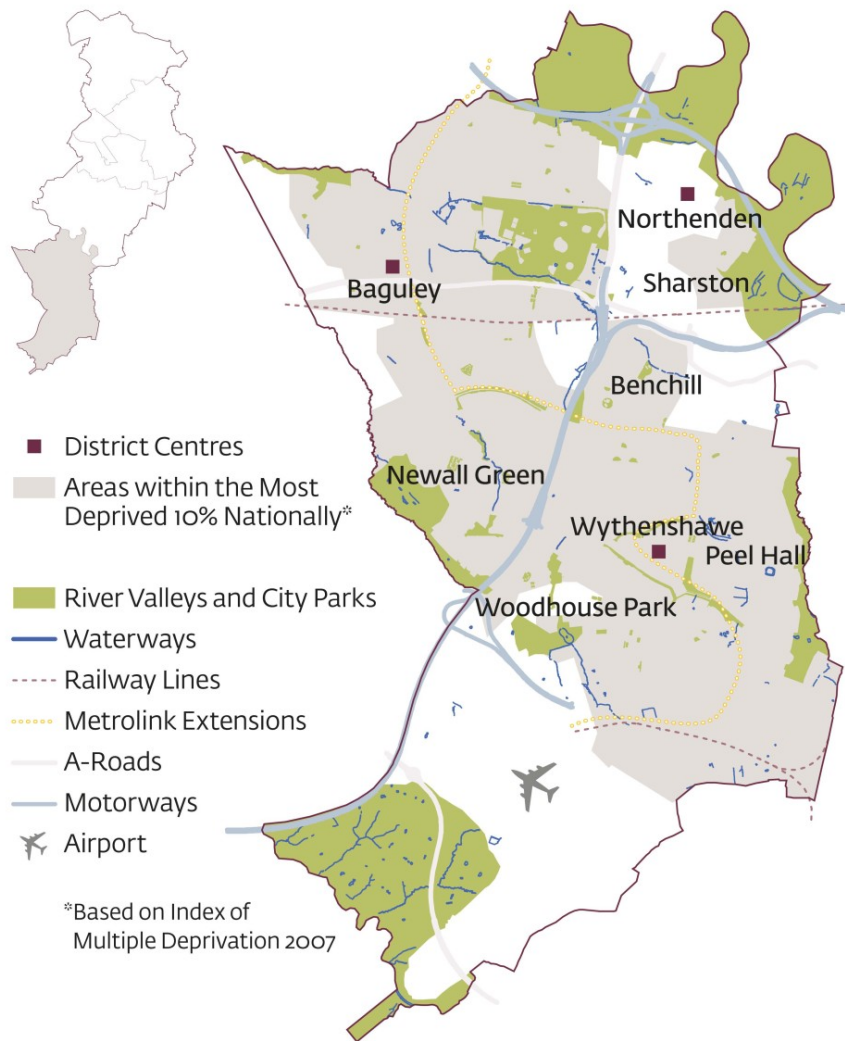 Northenden
Sharston
Baguley
Benchill
Newall Green
Wythenshawe
Peel Hall
Woodhouse Park
District Centres
Areas within the Most
Deprived 10% Nationally*
River Valleys and City Parks
Waterways
Railway Lines
Metrolink Extensions
A-Roads
Motorways
Airport
*Based on Index of
Multiple Deprivation 2007